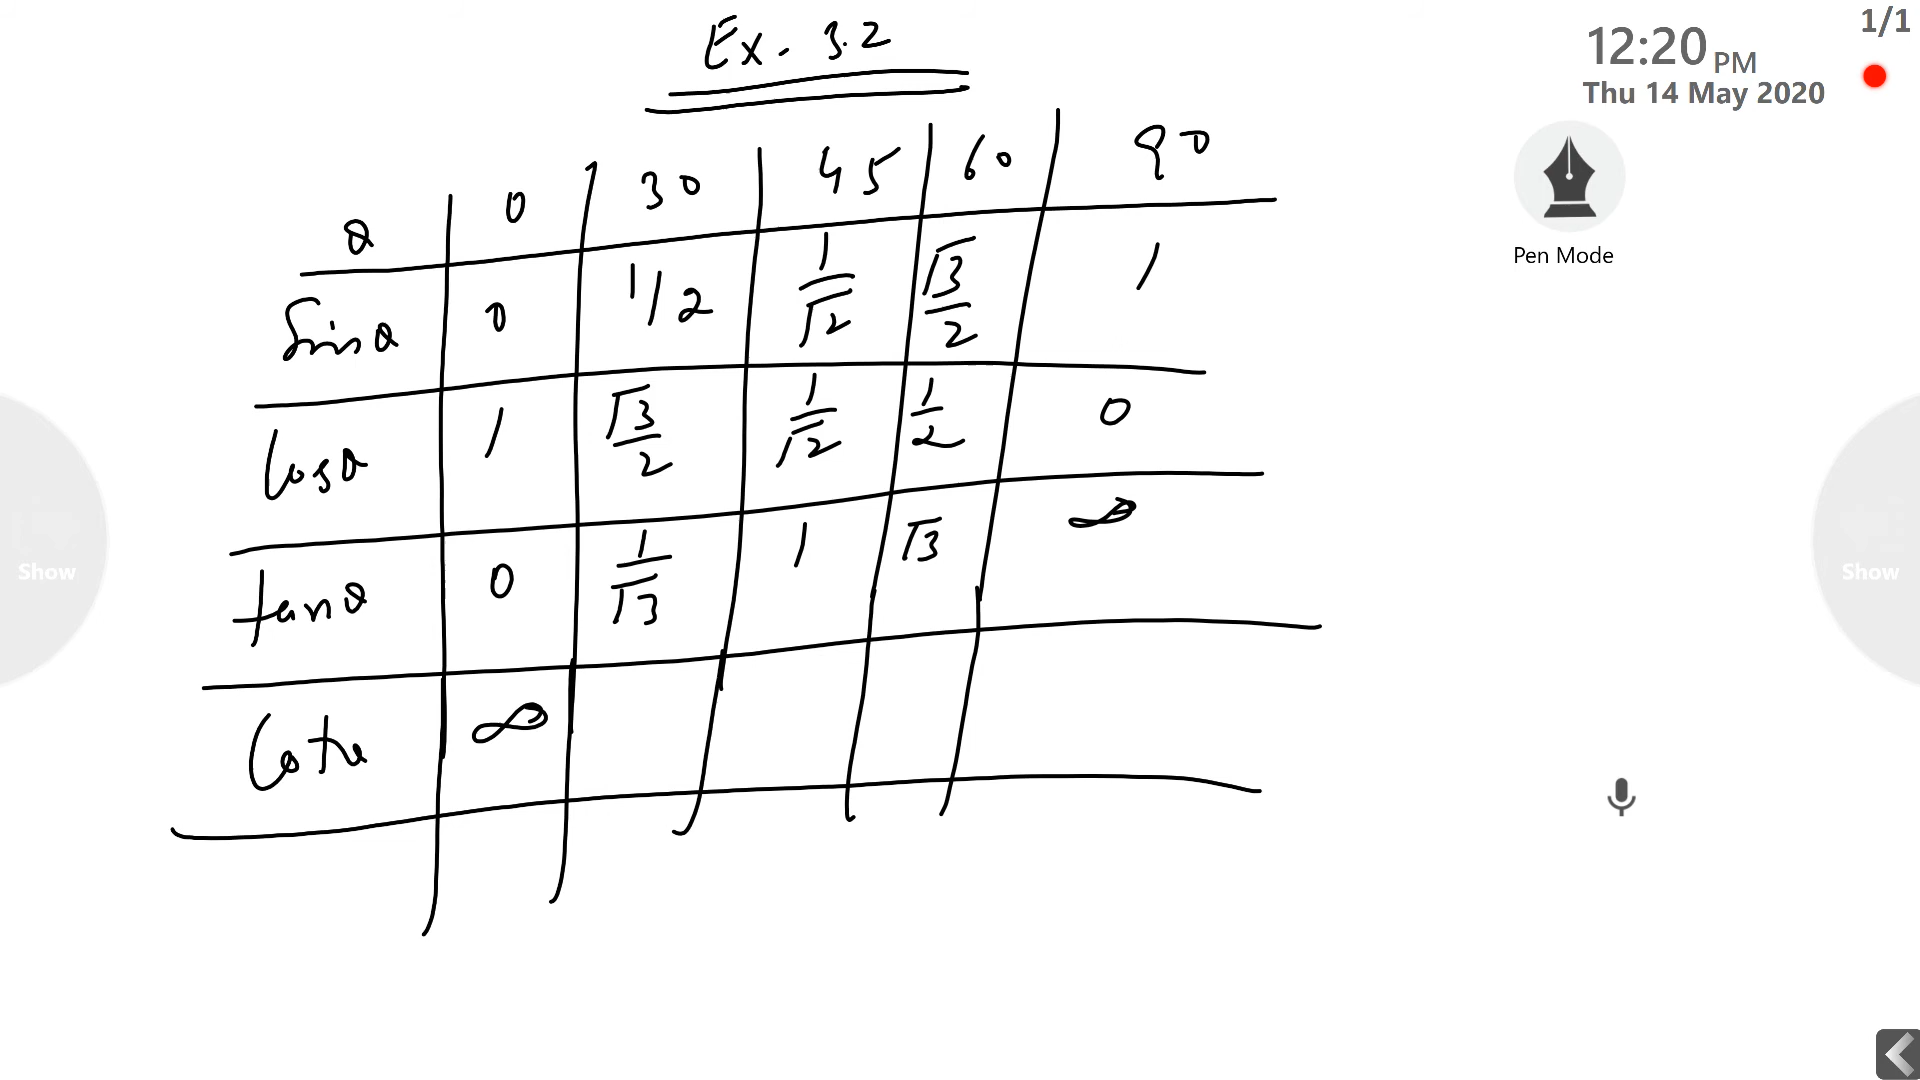 Ex. 3.2
1/1
12:20 PM
Thu 14 May 2020
Pen Mode
θ 0 30 45 60 90
Sinθ 0 1/2 1/√2 √3/2 1
Cosθ 1 √3/2 1/√2 1/2 0
tanθ 0 1/√3 1 √3 ∞
Cotθ ∞
Show
Show